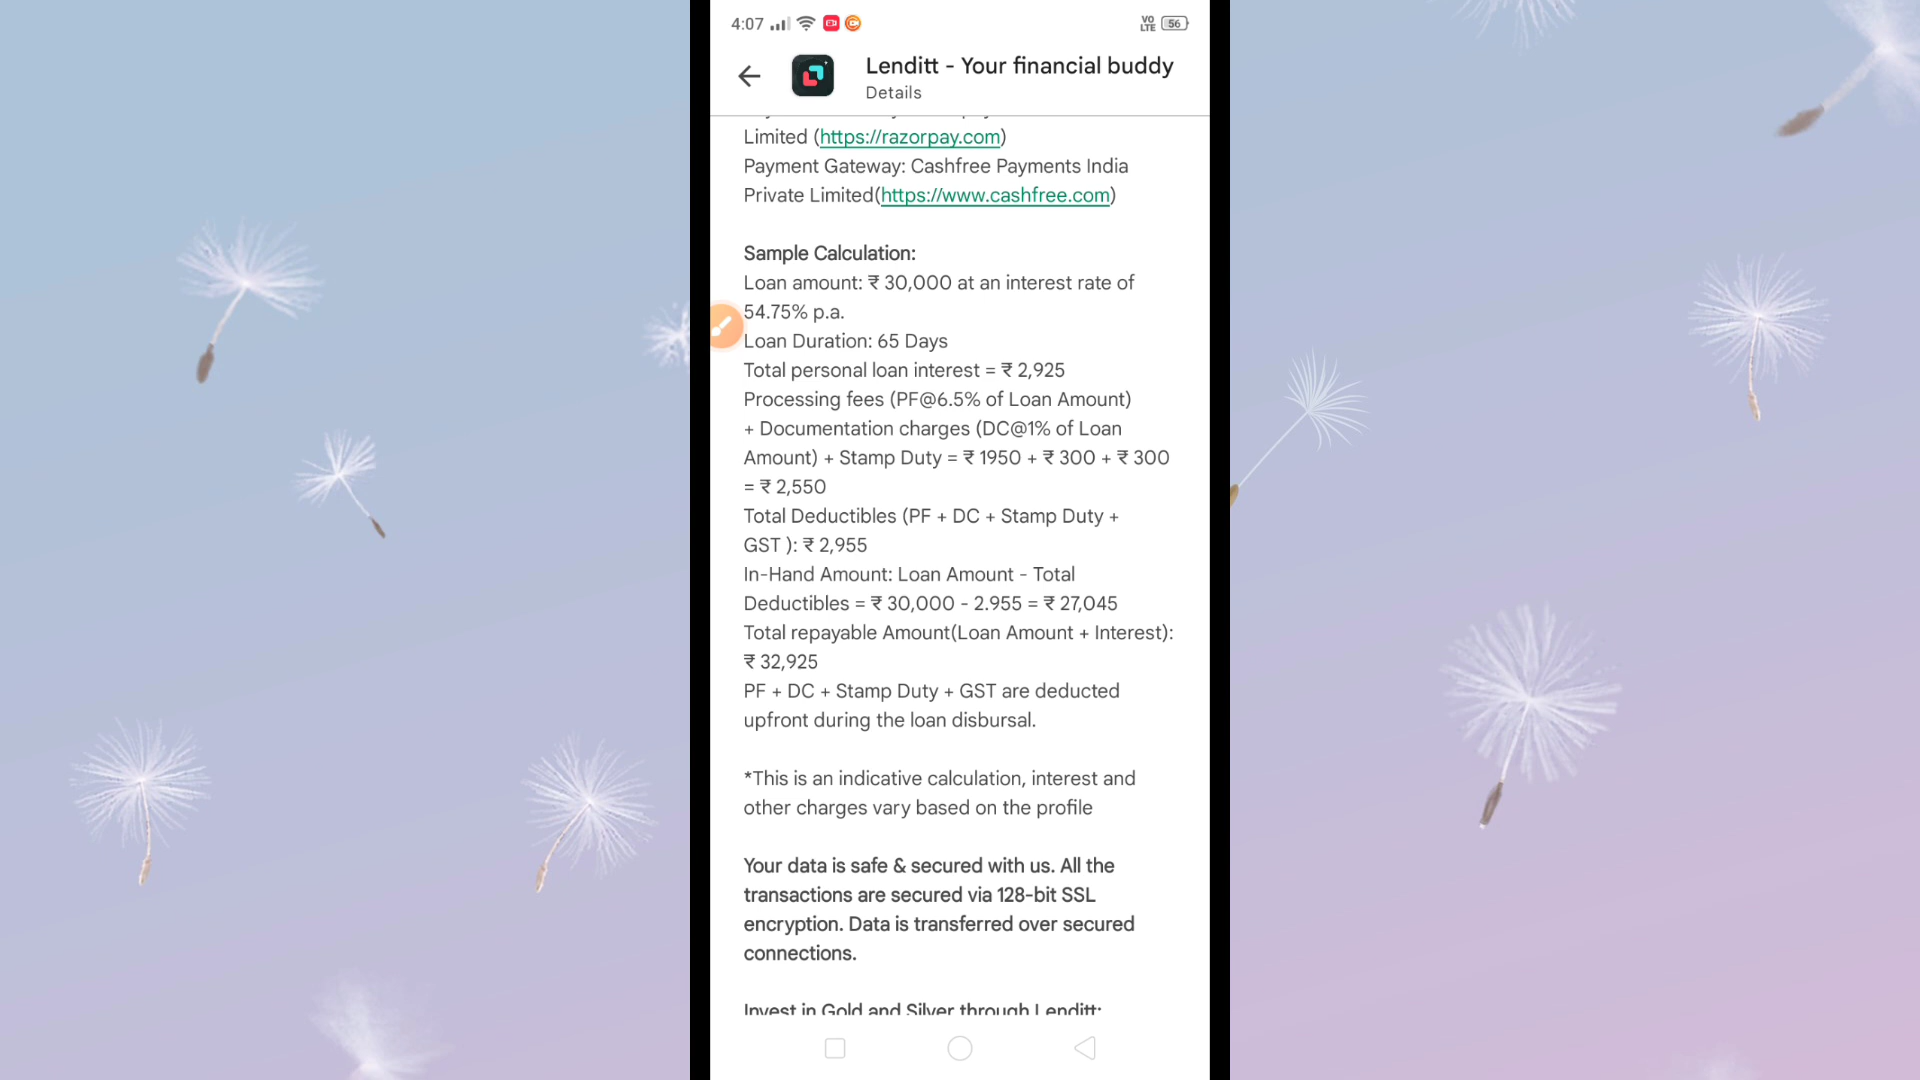 4:07 VO LTE 56
Lenditt - Your financial buddy
Details
Limited (https://razorpay.com)
Payment Gateway: Cashfree Payments India
Private Limited(https://www.cashfree.com)
Sample Calculation:
Loan amount: ₹ 30,000 at an interest rate of
54.75% p.a.
Loan Duration: 65 Days
Total personal loan interest = ₹ 2,925
Processing fees (PF@6.5% of Loan Amount)
+ Documentation charges (DC@1% of Loan
Amount) + Stamp Duty = ₹ 1950 + ₹ 300 + ₹ 300
= ₹ 2,550
Total Deductibles (PF + DC + Stamp Duty +
GST ): ₹ 2,955
In-Hand Amount: Loan Amount - Total
Deductibles = ₹ 30,000 - 2.955 = ₹ 27,045
Total repayable Amount(Loan Amount + Interest):
₹ 32,925
PF + DC + Stamp Duty + GST are deducted
upfront during the loan disbursal.
*This is an indicative calculation, interest and
other charges vary based on the profile
Your data is safe & secured with us. All the
transactions are secured via 128-bit SSL
encryption. Data is transferred over secured
connections.
Invest in Gold and Silver through Lenditt: